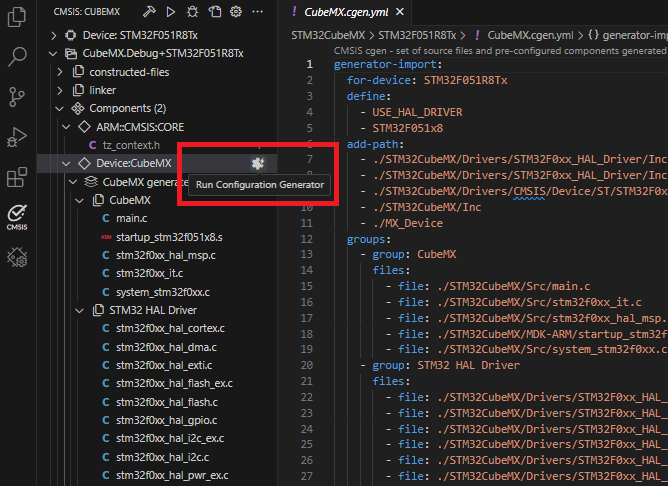 CMSIS: CUBEMX
Device: STM32F051R8Tx
CubeMX.Debug+STM32F051R8Tx
constructed-files
linker
Components (2)
ARM::CMSIS:CORE
tz_context.h
Device:CubeMX
CubeMX generate
Run Configuration Generator
CubeMX
main.c
ASM startup_stm32f051x8.s
C stm32f0xx_hal_msp.c
C stm32f0xx_it.c
C system_stm32f0xx.c
STM32 HAL Driver
C stm32f0xx_hal_cortex.c
C stm32f0xx_hal_dma.c
C stm32f0xx_hal_exti.c
C stm32f0xx_hal_flash_ex.c
C stm32f0xx_hal_flash.c
C stm32f0xx_hal_gpio.c
C stm32f0xx_hal_i2c_ex.c
C stm32f0xx_hal_i2c.c
C stm32f0xx_hal_pwr_ex.c
CMSIS
! CubeMX.cgen.yml ×
STM32CubeMX > STM32F051R8Tx > ! CubeMX.cgen.yml > {} generator-im
CMSIS cgen - set of source files and pre-configured components generated
1 generator-import:
2 for-device: STM32F051R8Tx
3 define:
4 - USE_HAL_DRIVER
5 - STM32F051x8
6 add-path:
7 - ./STM32CubeMX/Drivers/STM32F0xx_HAL_Driver/Inc
8 - ./STM32CubeMX/Drivers/STM32F0xx_HAL_Driver/Inc
9 - ./STM32CubeMX/Drivers/CMSIS/Device/ST/STM32F0x
10 - ./STM32CubeMX/Inc
11 - ./MX_Device
12 groups:
13 - group: CubeMX
14 files:
15 - file: ./STM32CubeMX/Src/main.c
16 - file: ./STM32CubeMX/Src/stm32f0xx_it.c
17 - file: ./STM32CubeMX/Src/stm32f0xx_hal_msp.
18 - file: ./STM32CubeMX/MDK-ARM/startup_stm32f
19 - file: ./STM32CubeMX/Src/system_stm32f0xx.c
20 - group: STM32 HAL Driver
21 files:
22 - file: ./STM32CubeMX/Drivers/STM32F0xx_HAL_
23 - file: ./STM32CubeMX/Drivers/STM32F0xx_HAL_
24 - file: ./STM32CubeMX/Drivers/STM32F0xx_HAL_
25 - file: ./STM32CubeMX/Drivers/STM32F0xx_HAL_
26 - file: ./STM32CubeMX/Drivers/STM32F0xx_HAL_
27 - file: ./STM32CubeMX/Drivers/STM32F0xx_HAL_